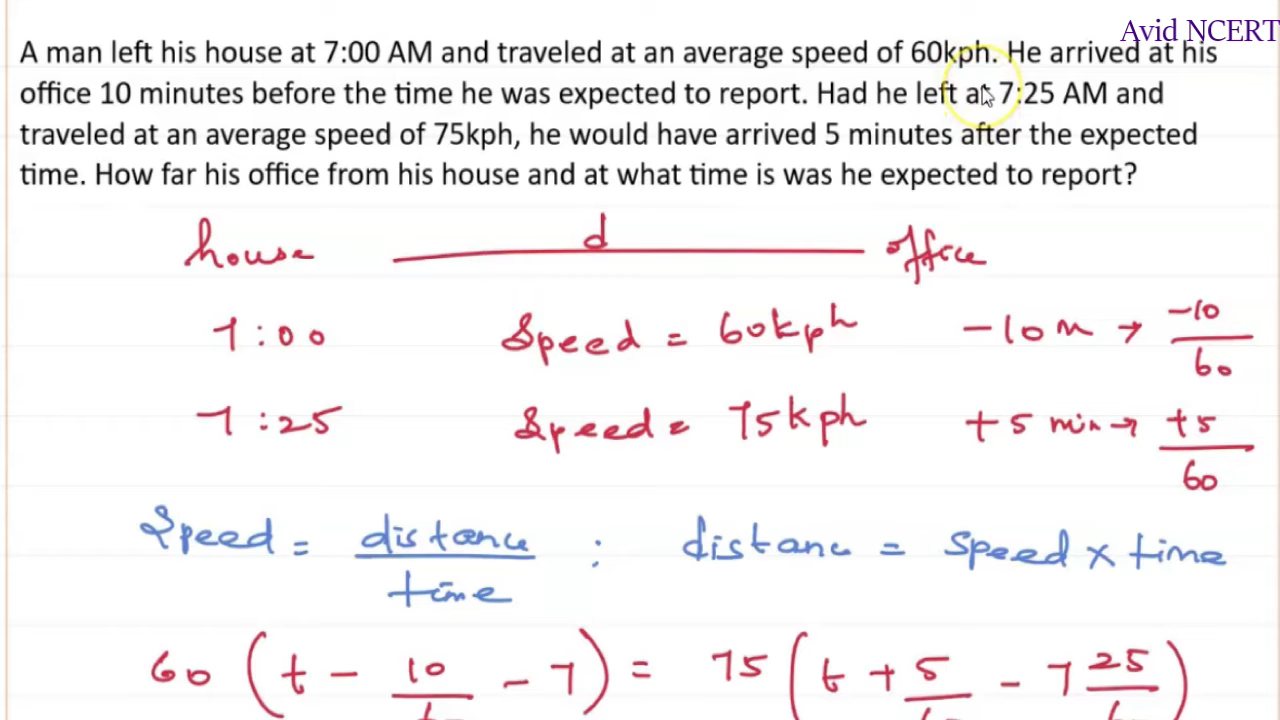 Avid NCERT
A man left his house at 7:00 AM and traveled at an average speed of 60kph. He arrived at his
office 10 minutes before the time he was expected to report. Had he left at 7:25 AM and
traveled at an average speed of 75kph, he would have arrived 5 minutes after the expected
time. How far his office from his house and at what time is was he expected to report?
house d office
7:00 Speed = 60kph -10m → -10/60
7:25 Speed = 75kph +5 min → +5/60
Speed = distance/time : distance = speed x time
60 (t - 10/60 - 7) = 75 (t + 5/60 - 7 25/60)